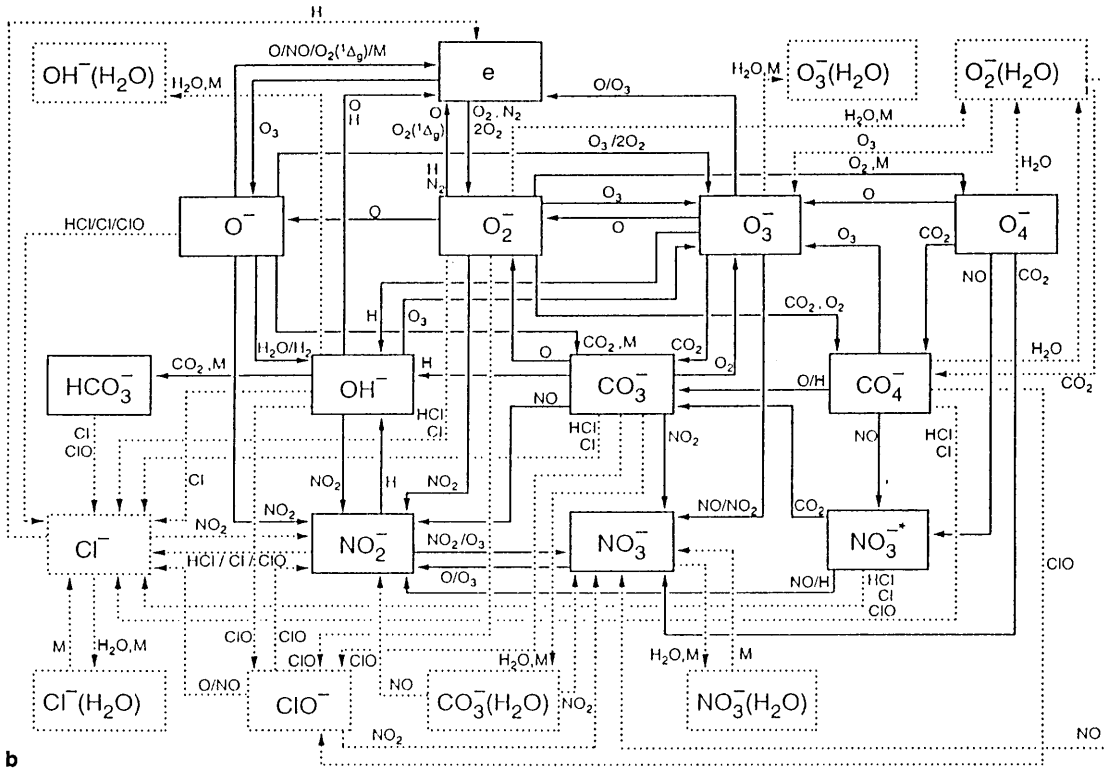 H
O/NO/O₂(¹Δg)/M
e
OH⁻(H₂O)
H₂O,M
O₃⁻(H₂O)
O₂⁻(H₂O)
H₂O,M
O/O₃
O
H
O
O₂(¹Δg)
O₂, N₂
2O₂
H₂O,M
O₃
O₃
O₃/2O₂
O₂,M
H₂O
H
N₂
HCl/Cl/ClO
O⁻
O
O₂⁻
O₃
O
O₃⁻
O
O₄⁻
O₃
CO₂
NO
CO₂
H
O₃
CO₂, O₂
H₂O/H₂
CO₂,M
CO₂
O₂
H₂O
CO₂
HCO₃⁻
CO₂,M
OH⁻
H
O
CO₃⁻
O/H
CO₄⁻
Cl
ClO
Cl
HCl
Cl
NO
HCl
Cl
NO₂
NO
HCl
Cl
NO₂
H
NO₂
NO/NO₂
CO₂
Cl⁻
NO₂
NO₂
NO₂⁻
NO₂/O₃
NO₃⁻
NO₃⁻*
HCl/Cl/ClO
O/O₃
NO/H
HCl
Cl
ClO
ClO
M
H₂O,M
ClO
ClO
ClO
ClO
H₂O,M
H₂O,M
M
Cl⁻(H₂O)
O/NO
ClO⁻
NO
CO₃⁻(H₂O)
NO₂
NO₃⁻(H₂O)
NO₂
NO
b